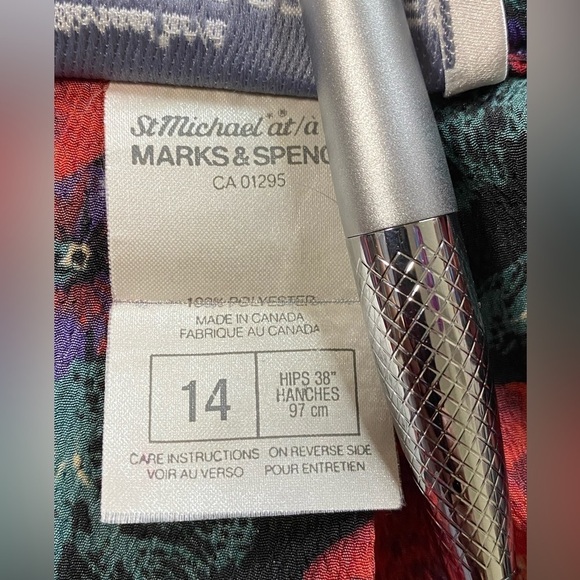 St Michael® at/à
MARKS & SPENC
CA 01295
100% POLYESTER
MADE IN CANADA
FABRIQUE AU CANADA
14
HIPS 38"
HANCHES
97 cm
CARE INSTRUCTIONS ON REVERSE SIDE
VOIR AU VERSO POUR ENTRETIEN